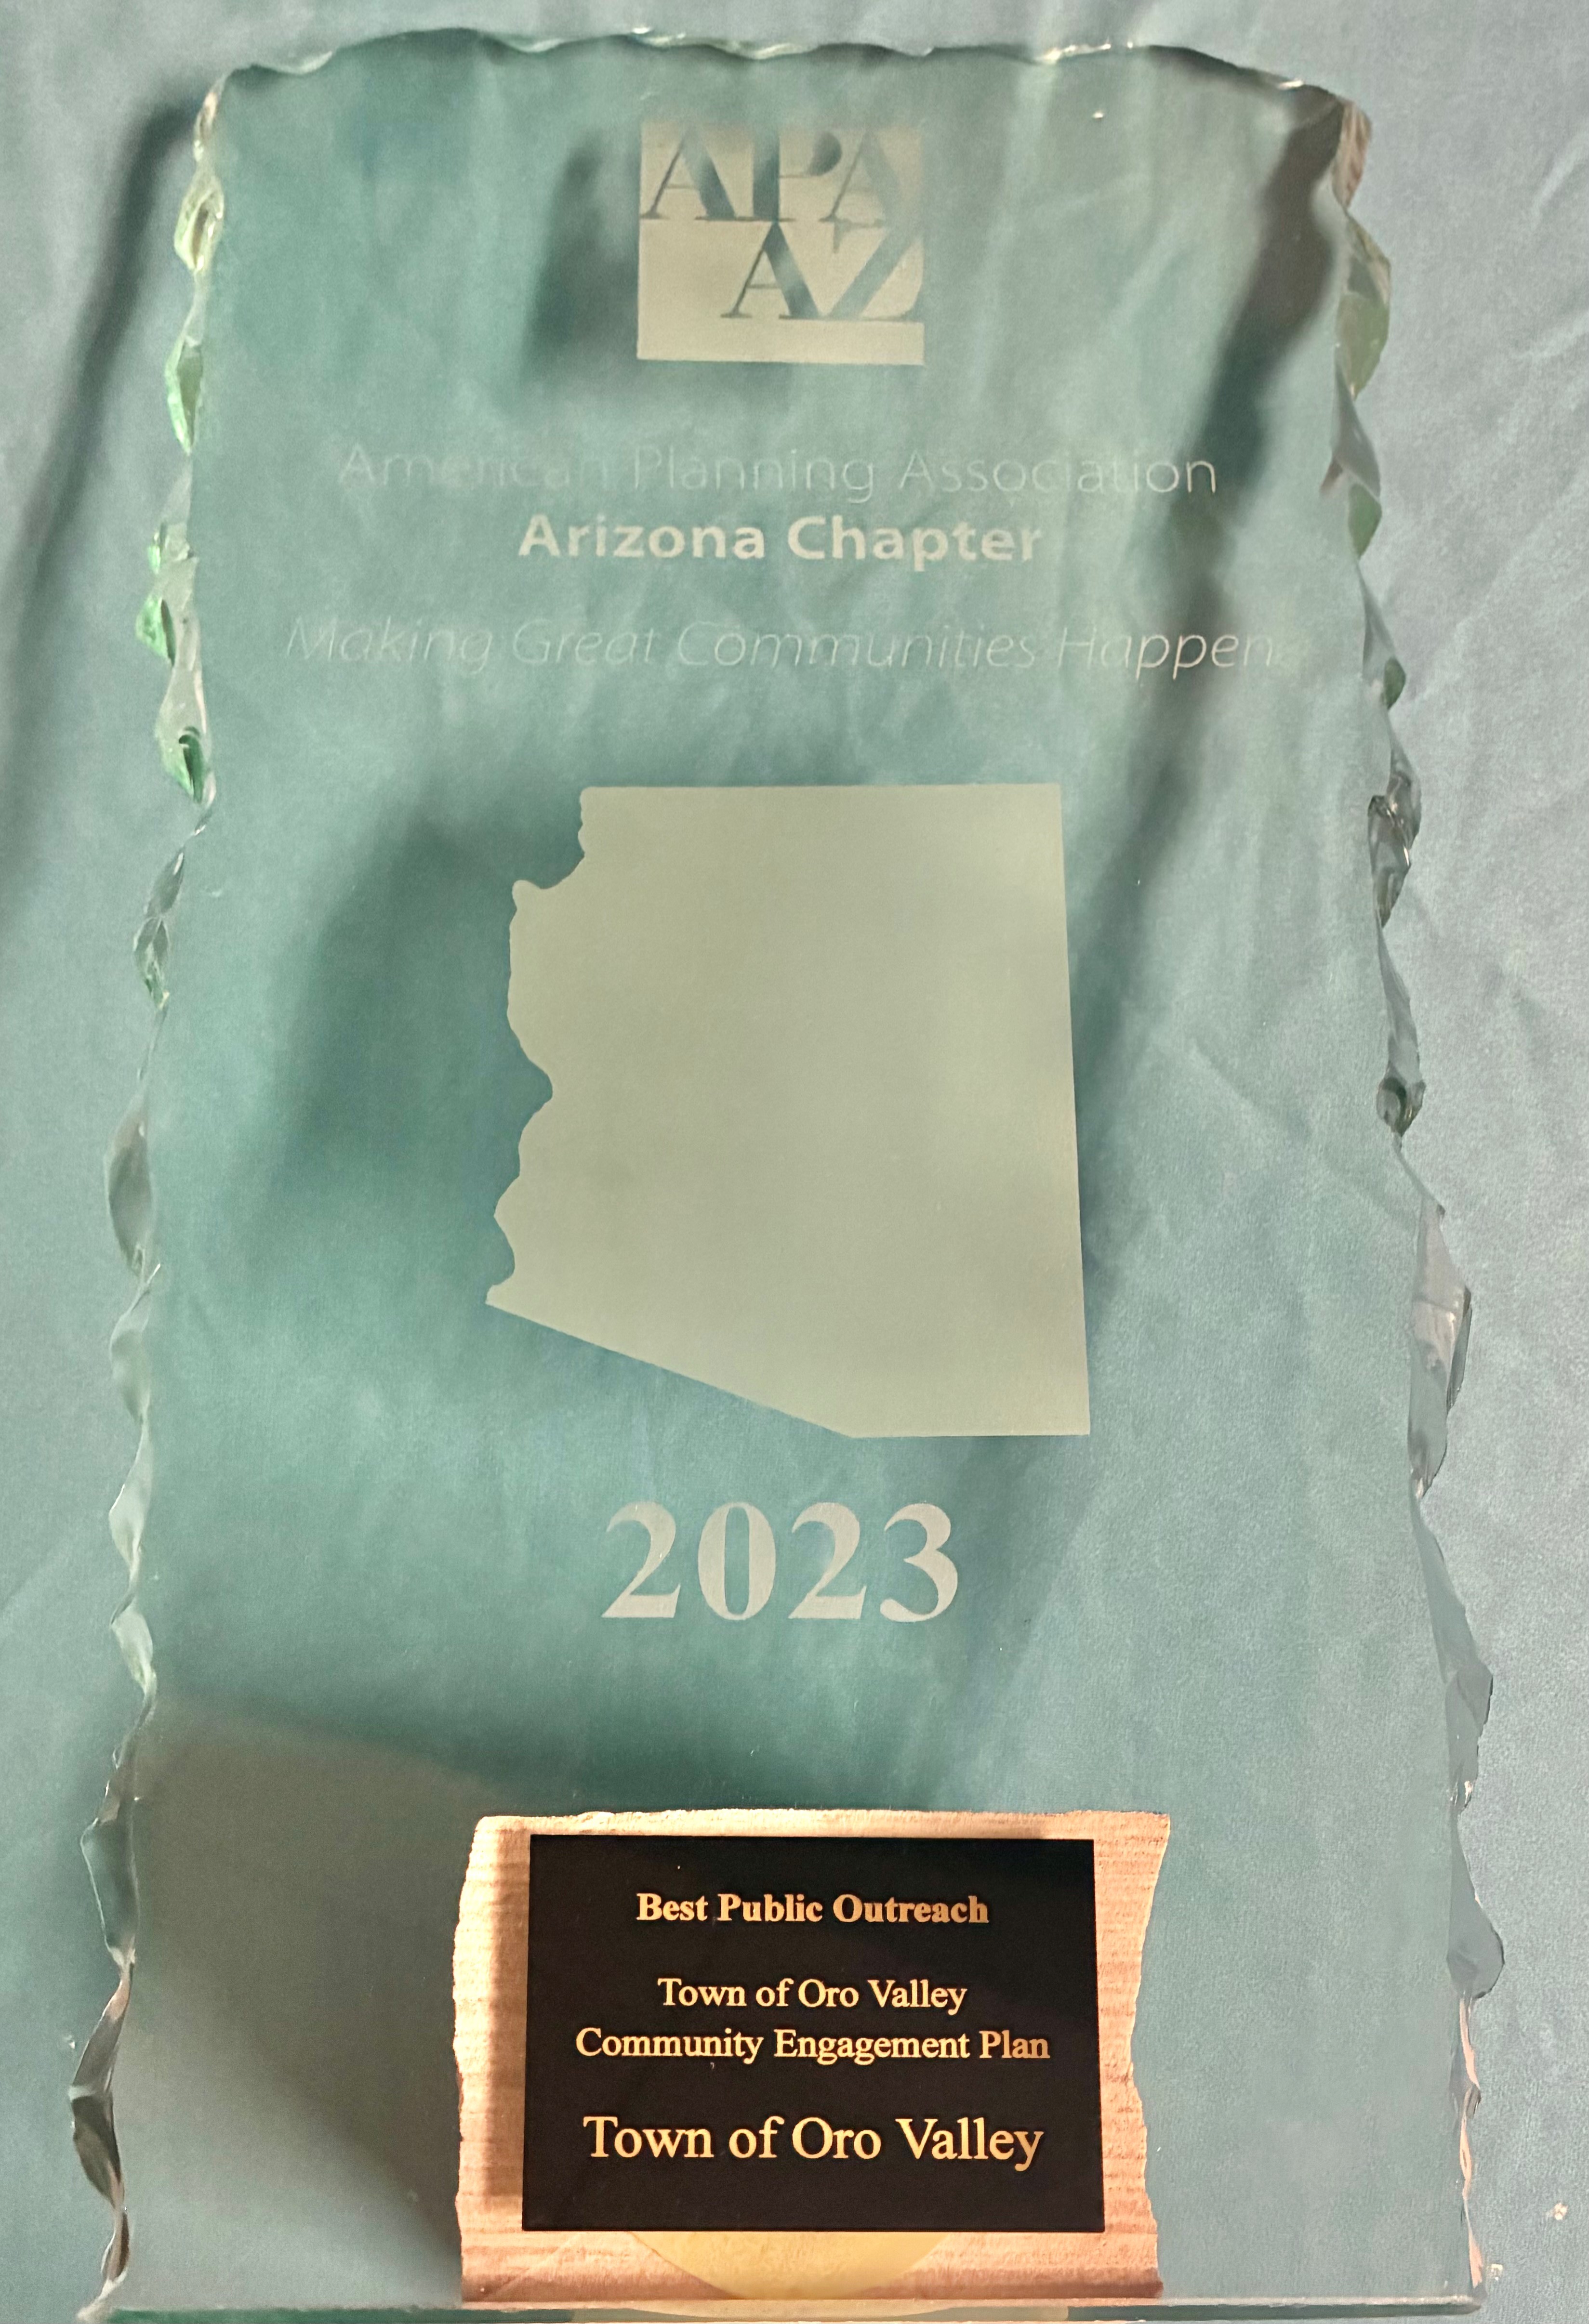 APA
AZ
American Planning Association
Arizona Chapter
Making Great Communities Happen
2023
Best Public Outreach
Town of Oro Valley
Community Engagement Plan
Town of Oro Valley